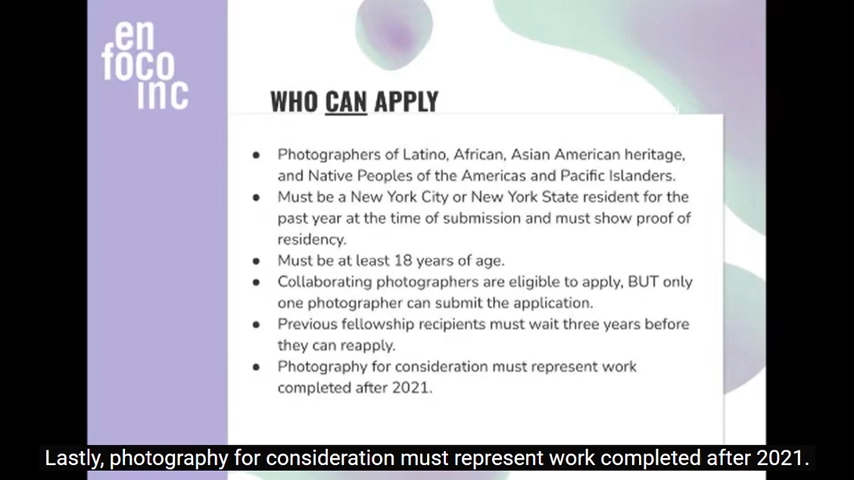 en
foco
inc
WHO CAN APPLY
● Photographers of Latino, African, Asian American heritage,
and Native Peoples of the Americas and Pacific Islanders.
● Must be a New York City or New York State resident for the
past year at the time of submission and must show proof of
residency.
● Must be at least 18 years of age.
● Collaborating photographers are eligible to apply, BUT only
one photographer can submit the application.
● Previous fellowship recipients must wait three years before
they can reapply.
● Photography for consideration must represent work
completed after 2021.
Lastly, photography for consideration must represent work completed after 2021.